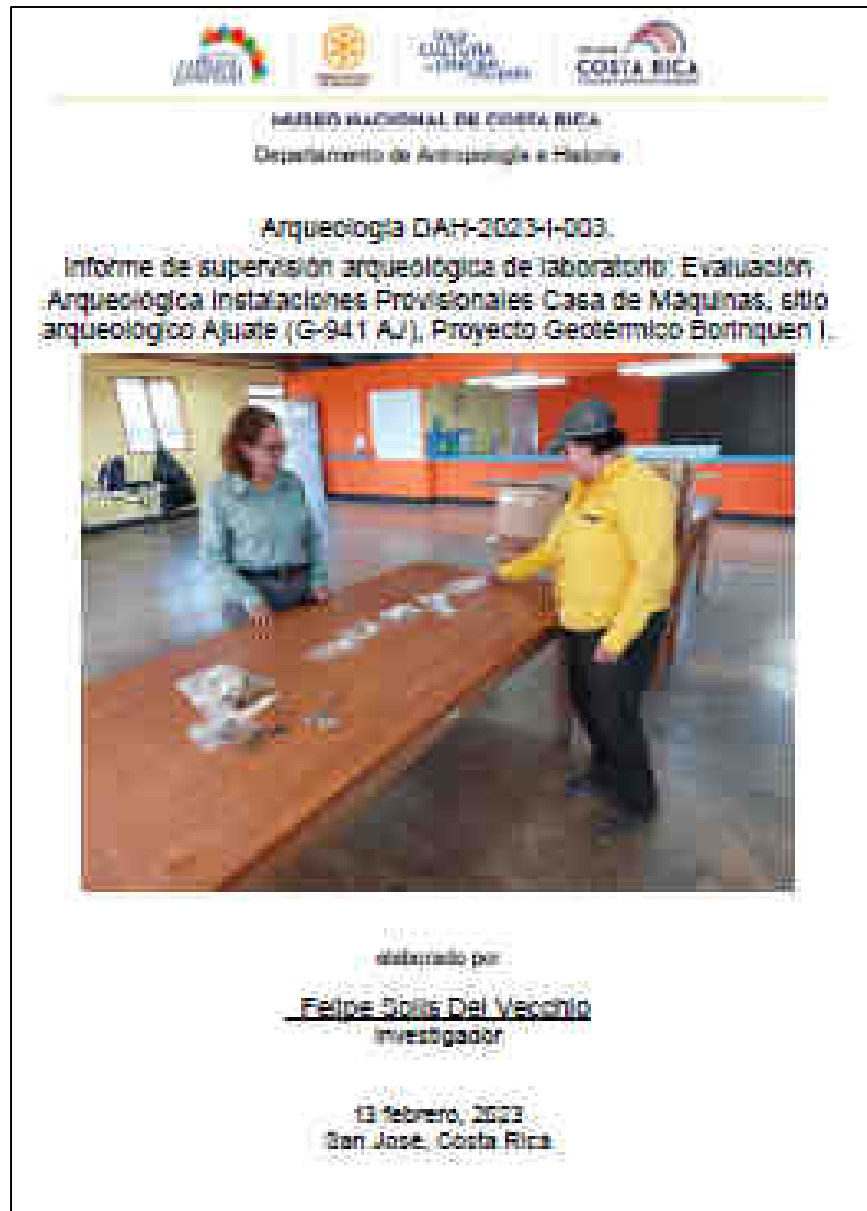 COSTA RICA
MUSEO NACIONAL DE COSTA RICA
Departamento de Antropología e Historia
Arqueología DAH-2023-I-003.
Informe de supervisión arqueológica de laboratorio: Evaluación
Arqueológica Instalaciones Provisionales Casa de Máquinas, sitio
arqueológico Ajuate (G-941 AJ), Proyecto Geotérmico Borinquen I.
elaborado por
Felipe Solís Del Vecchio
Investigador
13 febrero, 2023
San José, Costa Rica